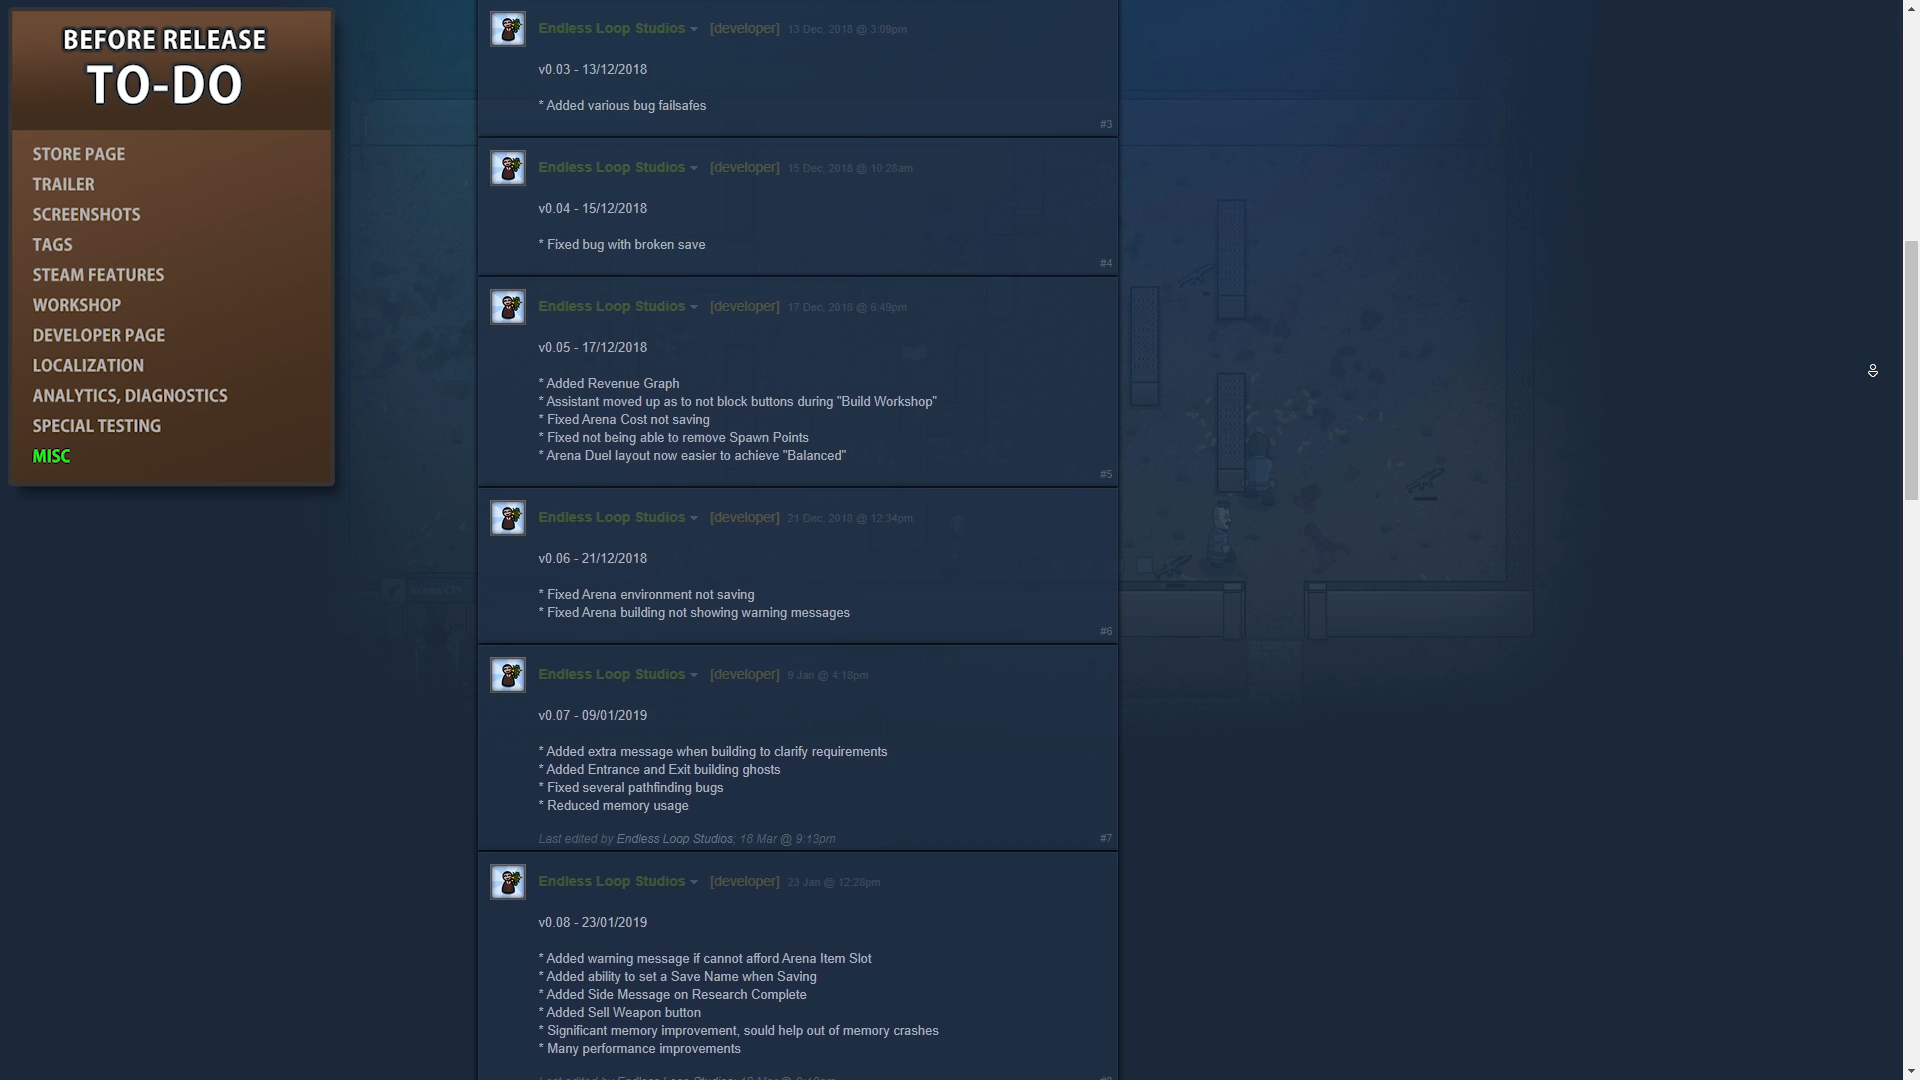 BEFORE RELEASE
TO-DO
STORE PAGE
TRAILER
SCREENSHOTS
TAGS
STEAM FEATURES
WORKSHOP
DEVELOPER PAGE
LOCALIZATION
ANALYTICS, DIAGNOSTICS
SPECIAL TESTING
MISC
Endless Loop Studios [developer] 13 Dec, 2018 @ 3:09pm
v0.03 - 13/12/2018
* Added various bug failsafes
#3
Endless Loop Studios [developer] 15 Dec, 2018 @ 10:28am
v0.04 - 15/12/2018
* Fixed bug with broken save
#4
Endless Loop Studios [developer] 17 Dec, 2018 @ 6:49pm
v0.05 - 17/12/2018
* Added Revenue Graph
* Assistant moved up as to not block buttons during "Build Workshop"
* Fixed Arena Cost not saving
* Fixed not being able to remove Spawn Points
* Arena Duel layout now easier to achieve "Balanced"
#5
Endless Loop Studios [developer] 21 Dec, 2018 @ 12:34pm
v0.06 - 21/12/2018
* Fixed Arena environment not saving
* Fixed Arena building not showing warning messages
#6
Endless Loop Studios [developer] 9 Jan @ 4:18pm
v0.07 - 09/01/2019
* Added extra message when building to clarify requirements
* Added Entrance and Exit building ghosts
* Fixed several pathfinding bugs
* Reduced memory usage
Last edited by Endless Loop Studios; 18 Mar @ 9:13pm
#7
Endless Loop Studios [developer] 23 Jan @ 12:28pm
v0.08 - 23/01/2019
* Added warning message if cannot afford Arena Item Slot
* Added ability to set a Save Name when Saving
* Added Side Message on Research Complete
* Added Sell Weapon button
* Significant memory improvement, sould help out of memory crashes
* Many performance improvements